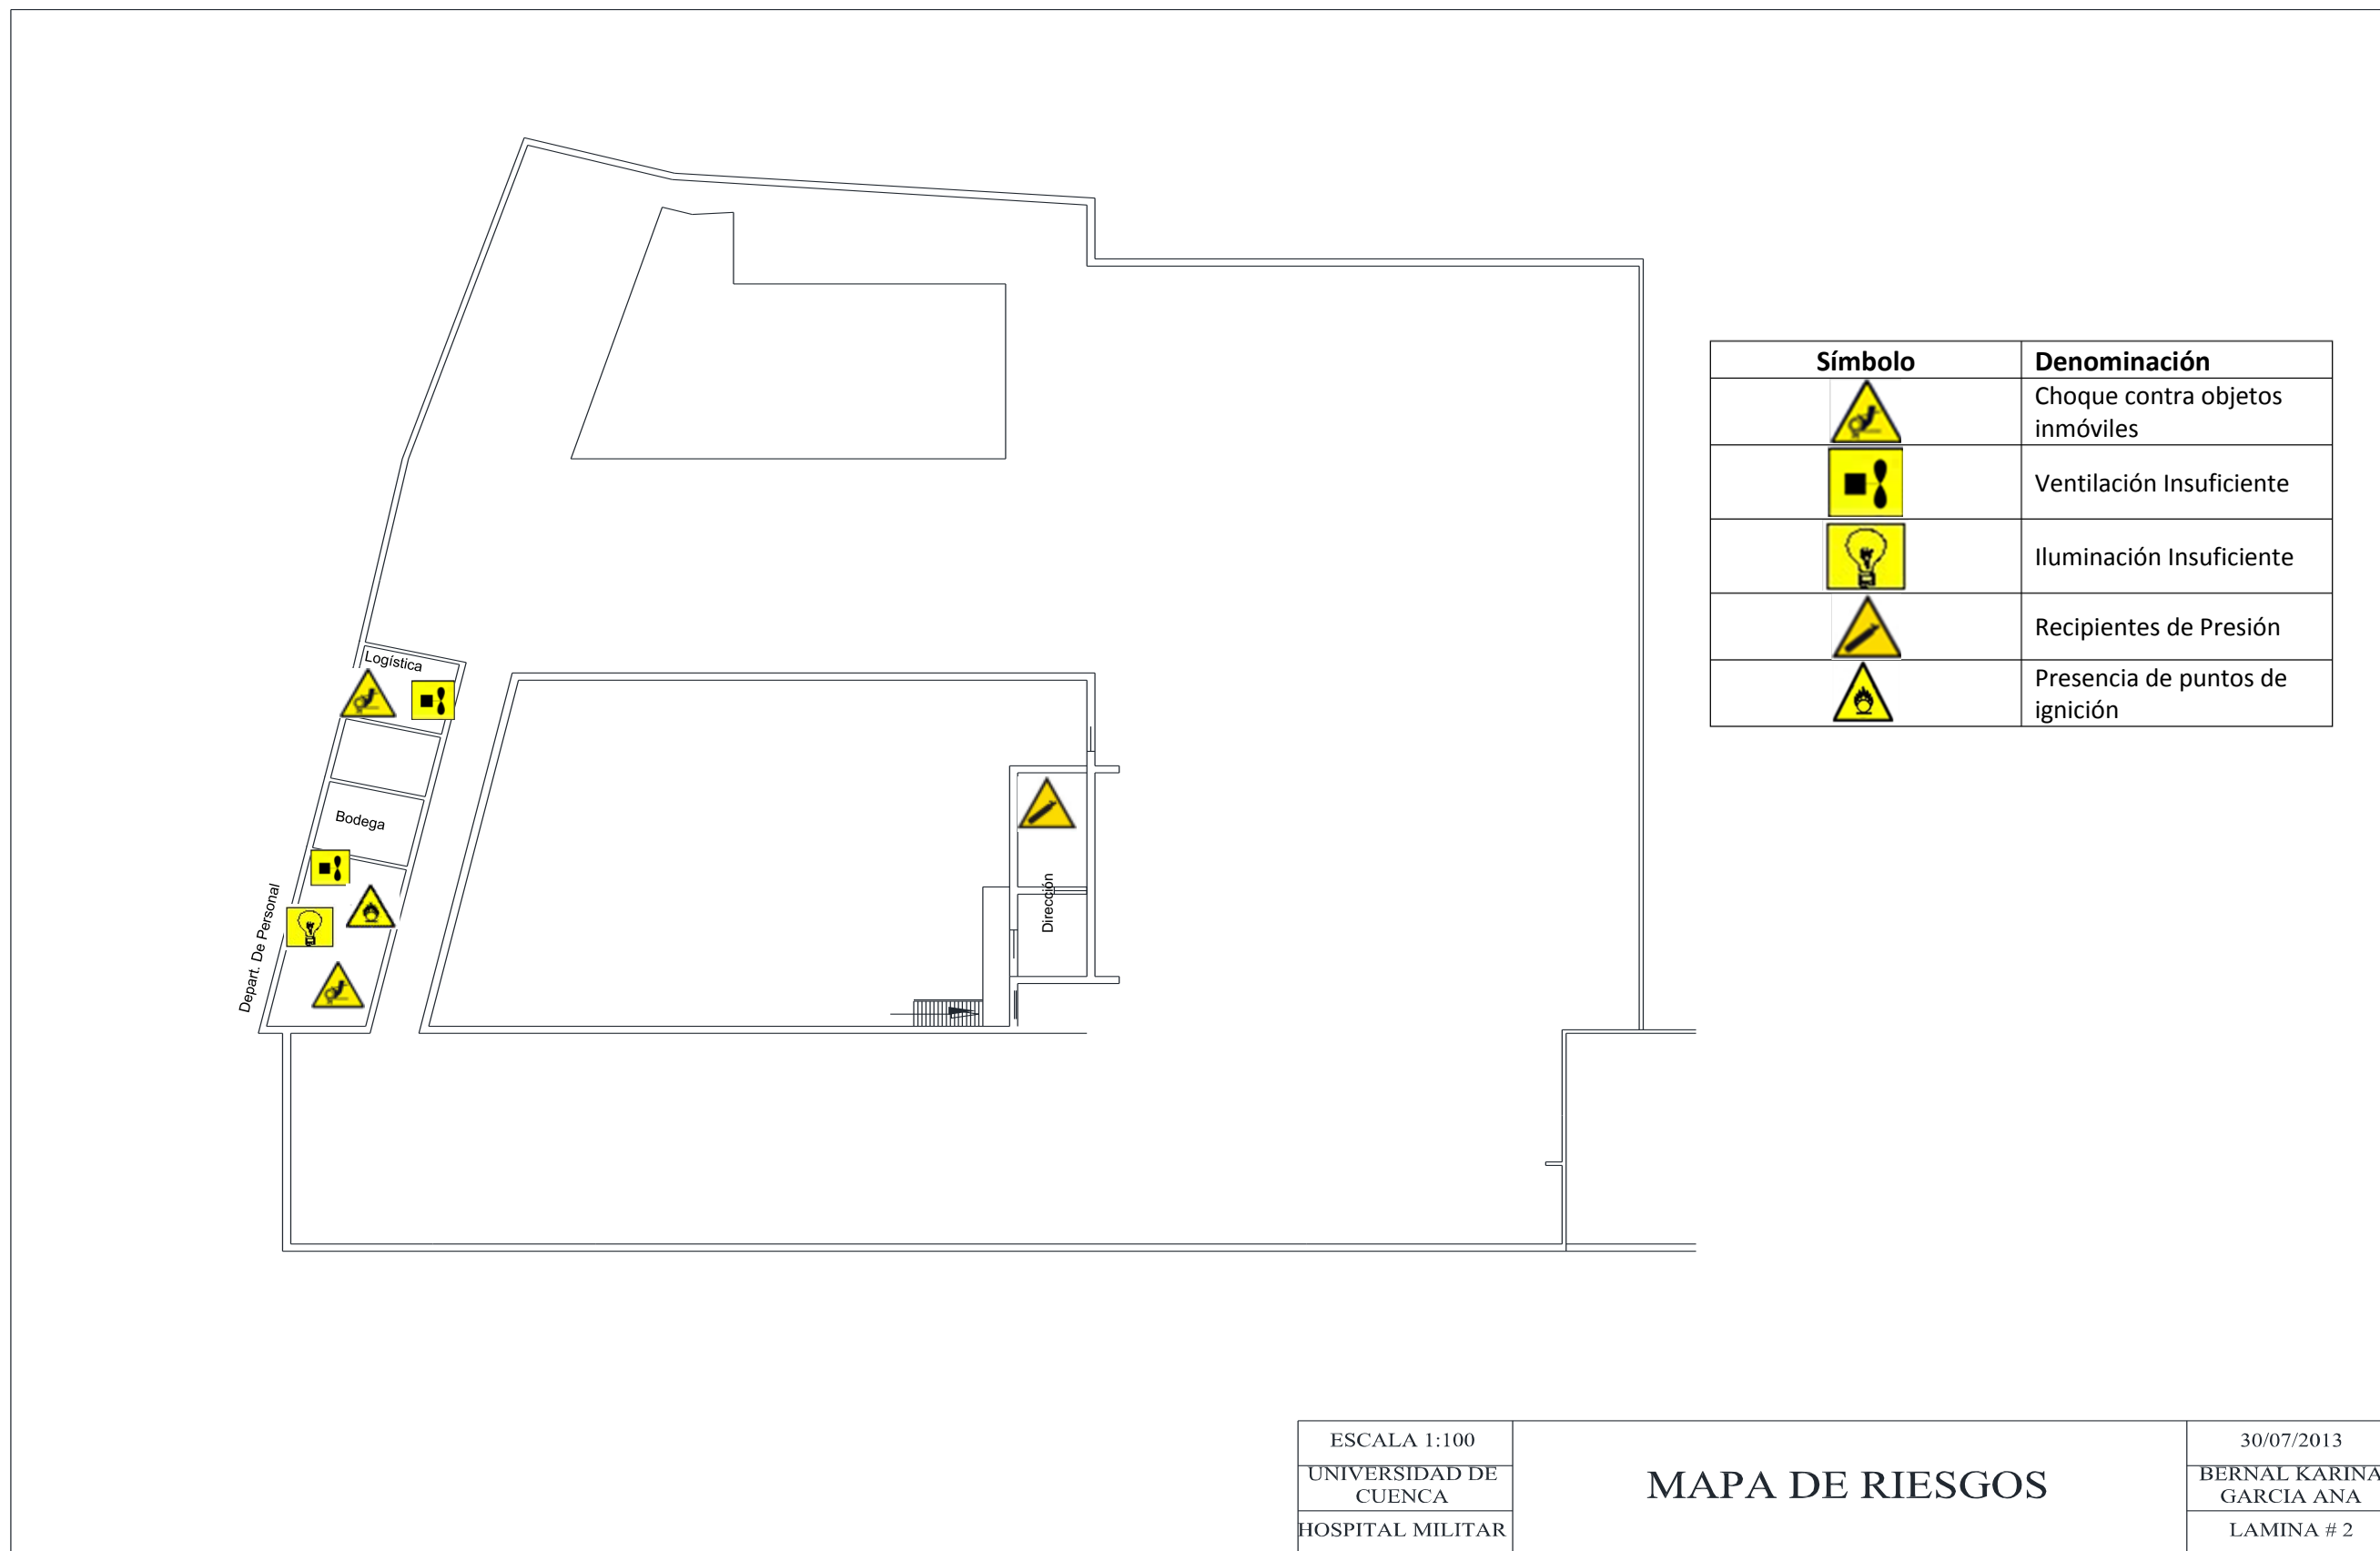 Símbolo Denominación
Choque contra objetos
inmóviles
Ventilación Insuficiente
Iluminación Insuficiente
Recipientes de Presión
Presencia de puntos de
ignición
Logística
Bodega
Depart. De Personal
Dirección
ESCALA 1:100
UNIVERSIDAD DE
CUENCA
HOSPITAL MILITAR
MAPA DE RIESGOS
30/07/2013
BERNAL KARINA
GARCIA ANA
LAMINA # 2